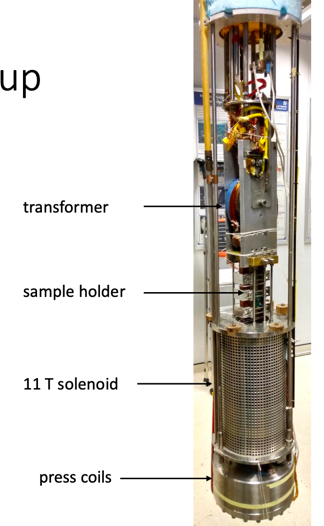 up
transformer
sample holder
11 T solenoid
press coils